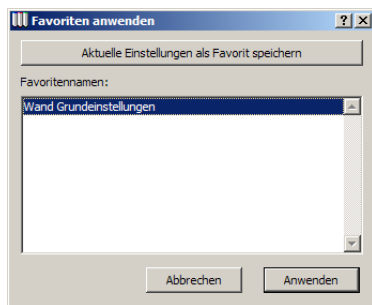 Favoriten anwenden
Aktuelle Einstellungen als Favorit speichern
Favoritennamen:
Wand Grundeinstellungen
Abbrechen
Anwenden